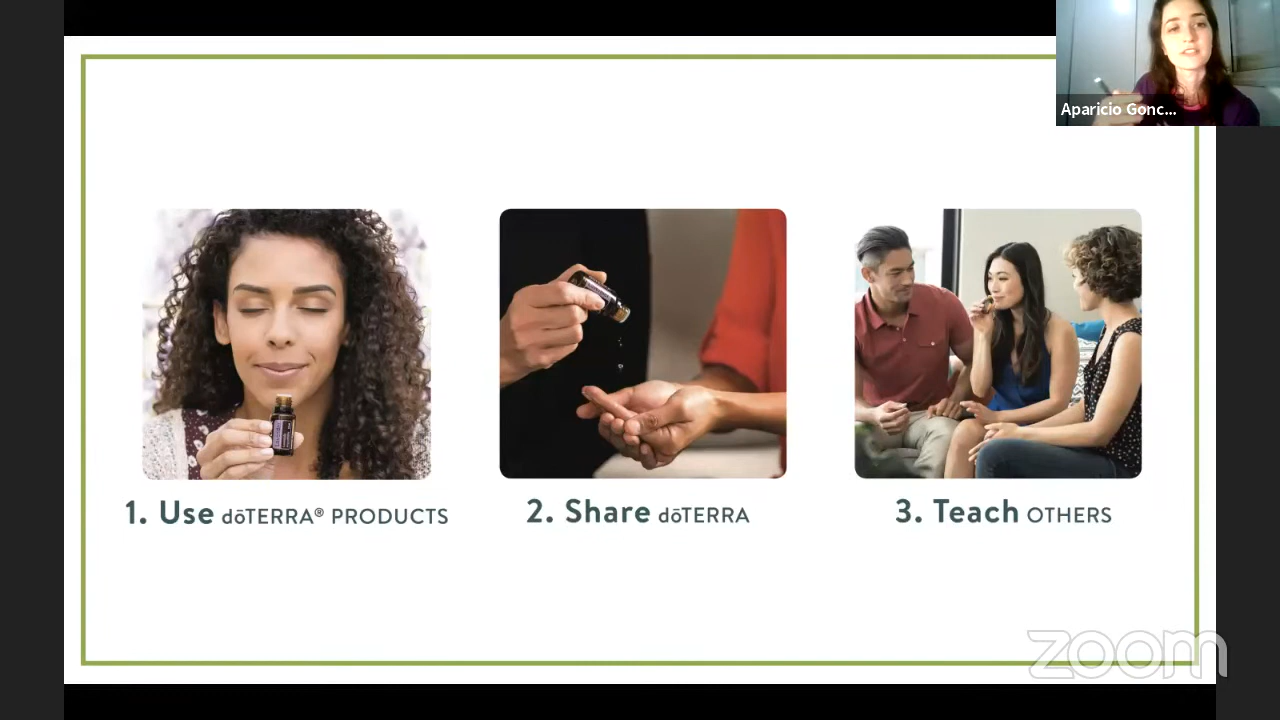 Aparicio Gonc...
1. Use dōTERRA® PRODUCTS
2. Share dōTERRA
3. Teach OTHERS
zoom